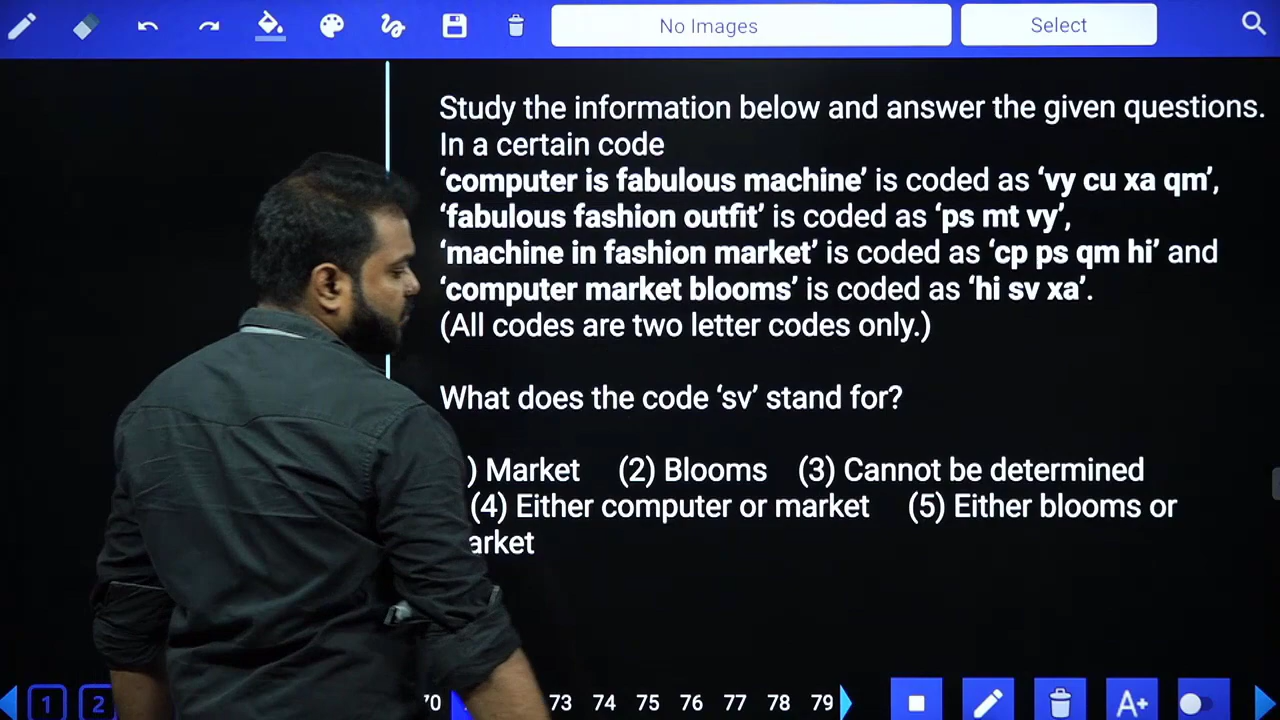 No Images
Select
Study the information below and answer the given questions.
In a certain code
‘computer is fabulous machine’ is coded as ‘vy cu xa qm’,
‘fabulous fashion outfit’ is coded as ‘ps mt vy’,
‘machine in fashion market’ is coded as ‘cp ps qm hi’ and
‘computer market blooms’ is coded as ‘hi sv xa’.
(All codes are two letter codes only.)
What does the code ‘sv’ stand for?
) Market (2) Blooms (3) Cannot be determined
(4) Either computer or market (5) Either blooms or
arket
1 2 70 73 74 75 76 77 78 79 A+